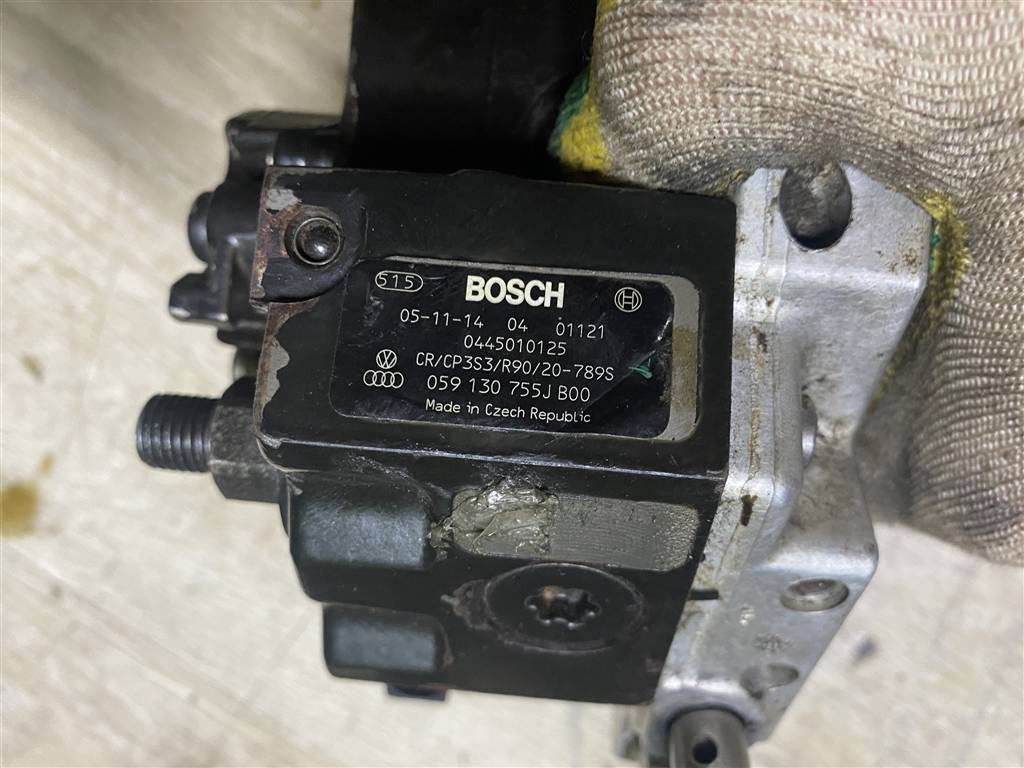 515 BOSCH
05-11-14 04 01121
0445010125
CR/CP3S3/R90/20-789S
059 130 755J B00
Made in Czech Republic